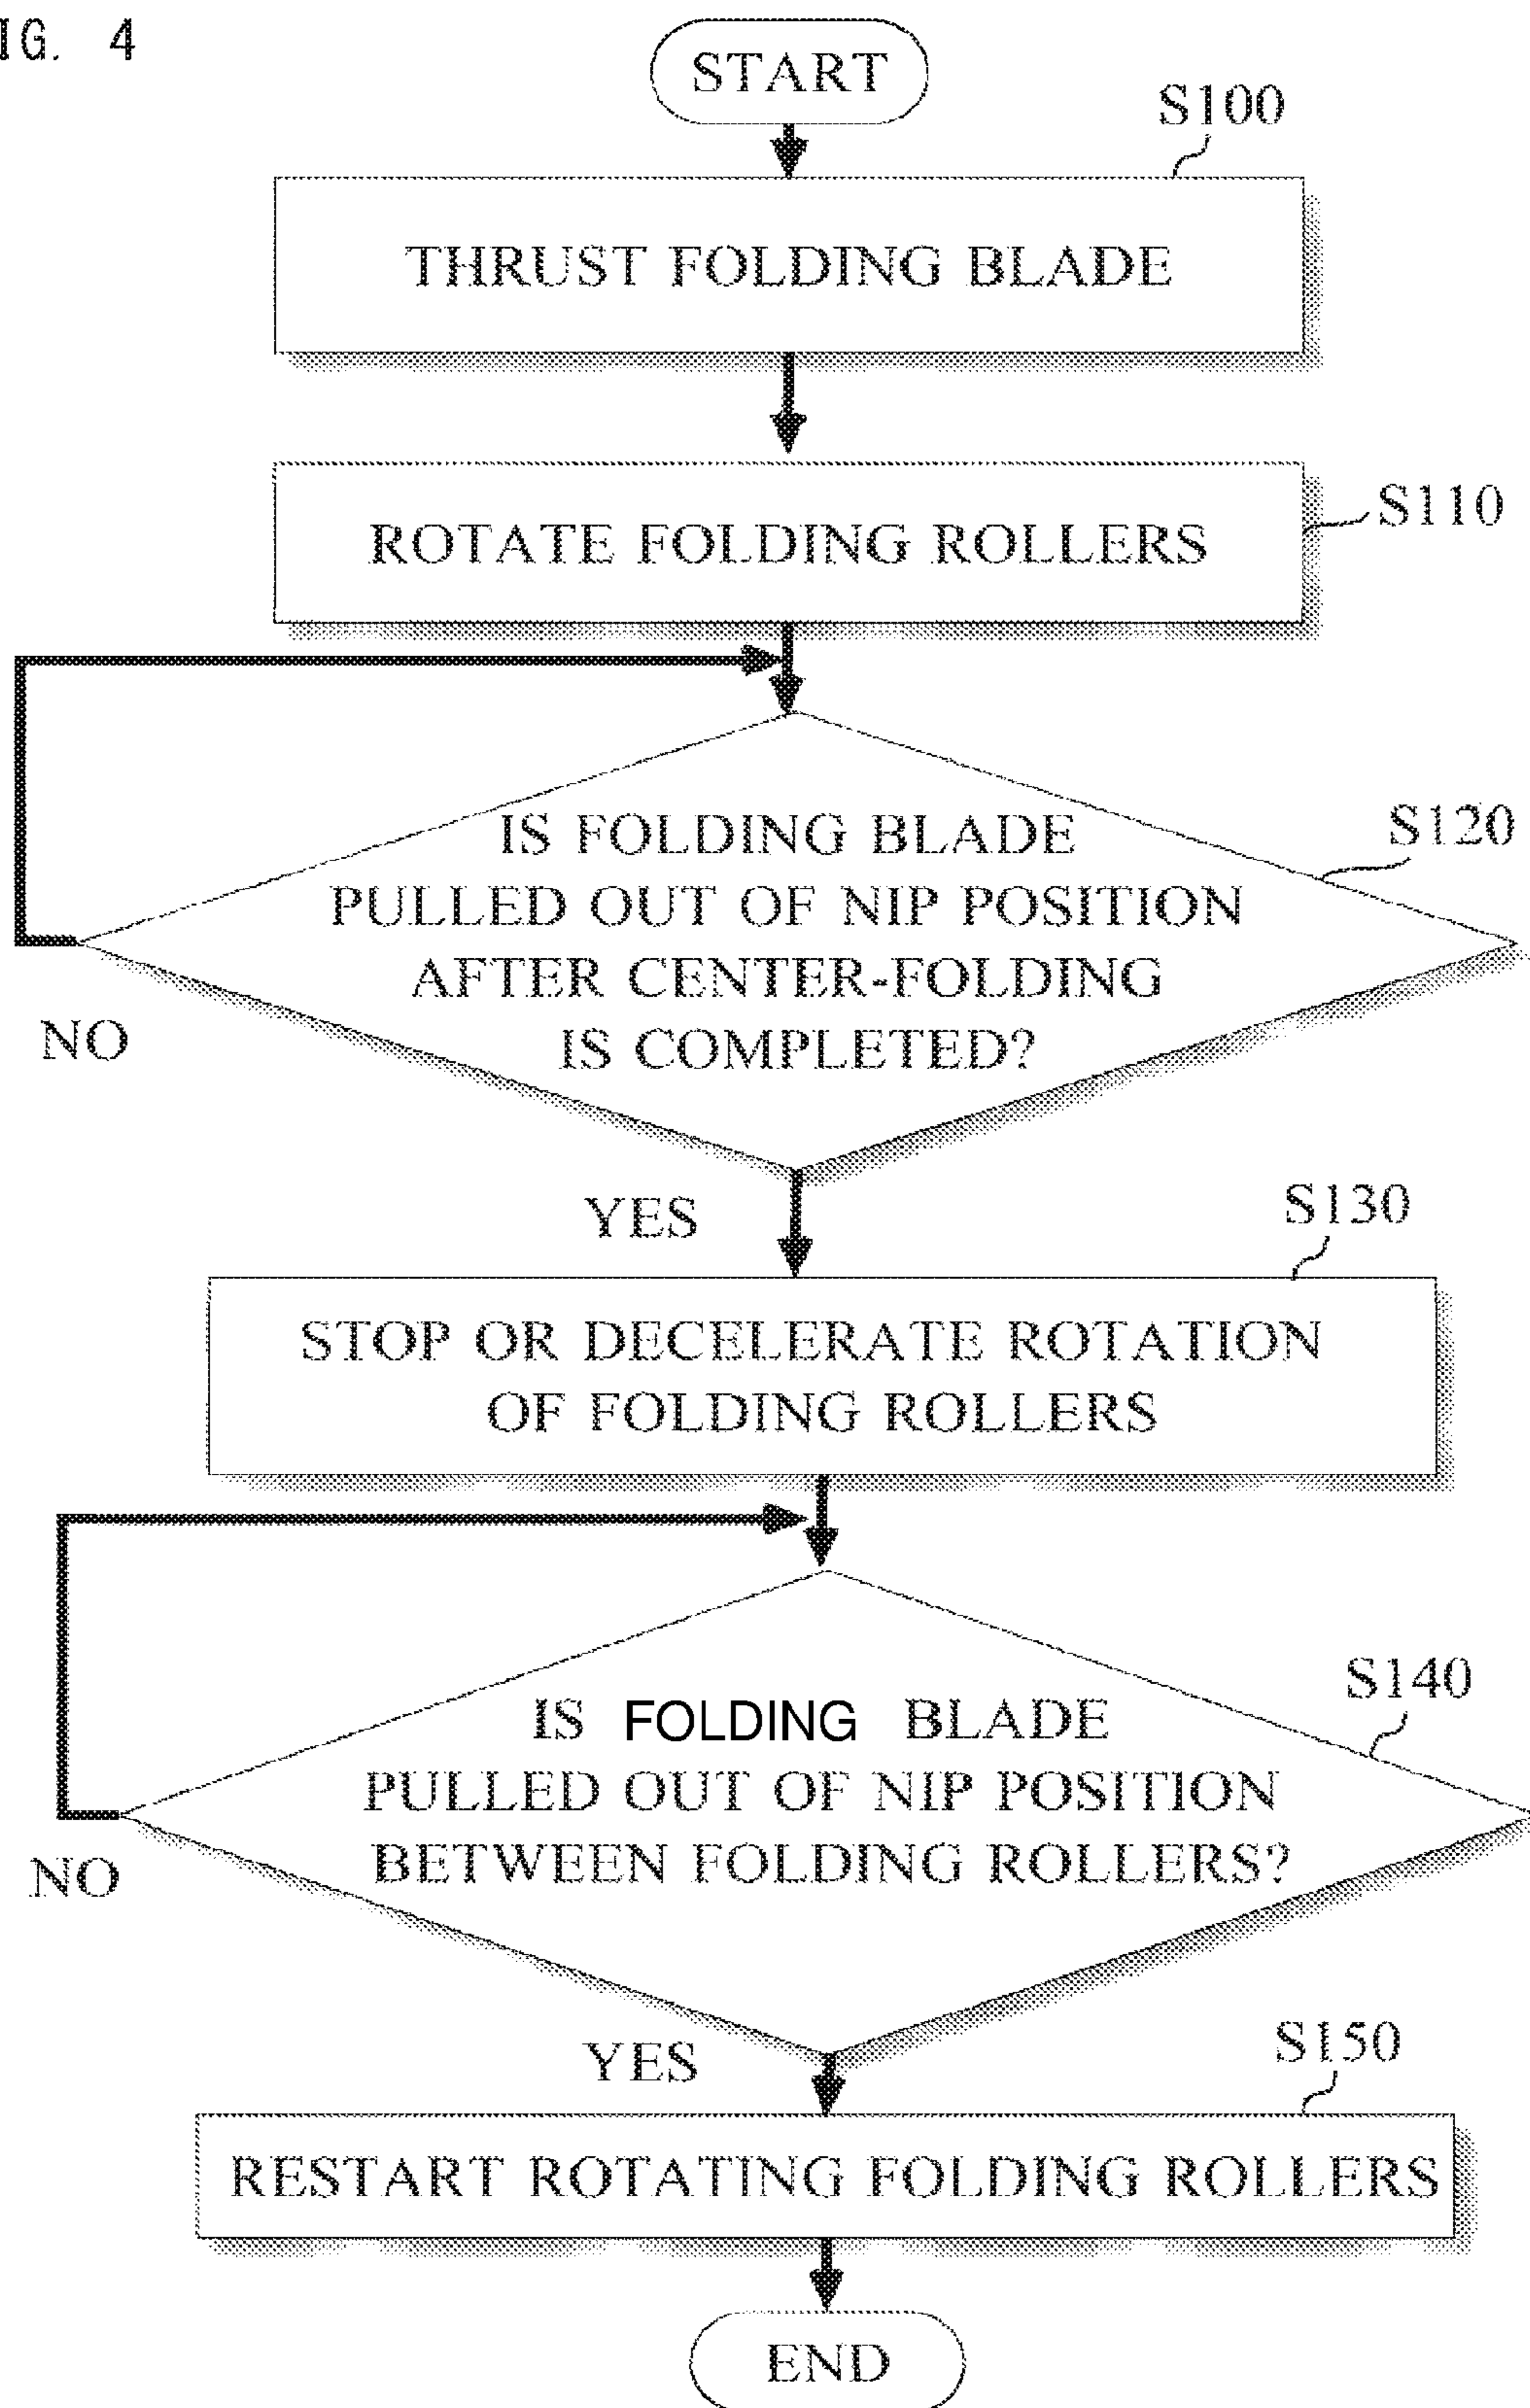 IG. 4
START
S100
THRUST FOLDING BLADE
ROTATE FOLDING ROLLERS
S110
S120
IS FOLDING BLADE
PULLED OUT OF NIP POSITION
AFTER CENTER-FOLDING
IS COMPLETED?
NO
YES
S130
STOP OR DECELERATE ROTATION
OF FOLDING ROLLERS
S140
IS FOLDING BLADE
PULLED OUT OF NIP POSITION
BETWEEN FOLDING ROLLERS?
NO
YES
S150
RESTART ROTATING FOLDING ROLLERS
END